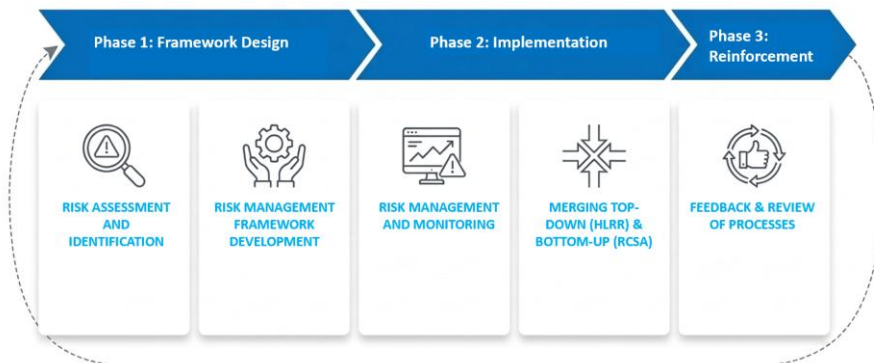 Phase 1: Framework Design
Phase 2: Implementation
Phase 3:
Reinforcement
RISK ASSESSMENT
AND
IDENTIFICATION
RISK MANAGEMENT
FRAMEWORK
DEVELOPMENT
RISK MANAGEMENT
AND MONITORING
MERGING TOP-
DOWN (HLRR) &
BOTTOM-UP (RCSA)
FEEDBACK & REVIEW
OF PROCESSES